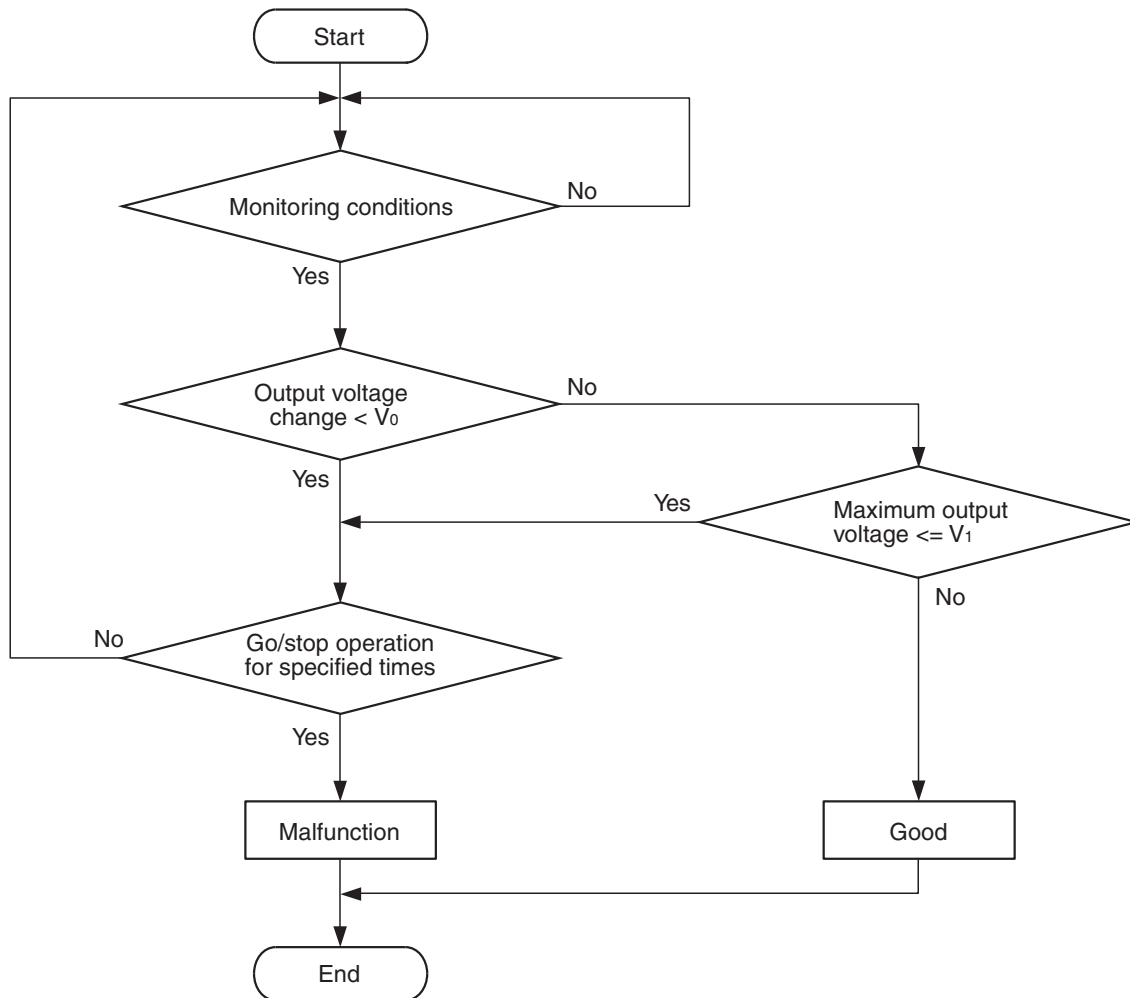 Start
Monitoring conditions
No
Yes
Output voltage
change < V₀
No
Yes
Yes
Maximum output
voltage <= V₁
No
Go/stop operation
for specified times
No
Yes
Malfunction
Good
End